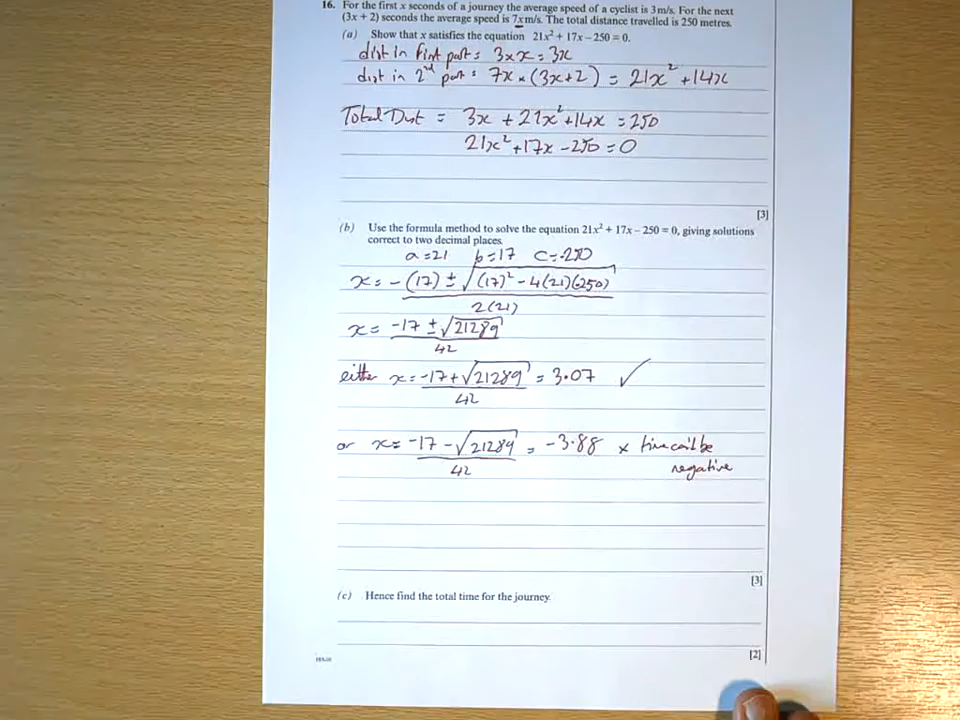 16. For the first x seconds of a journey the average speed of a cyclist is 3 m/s. For the next
(3x + 2) seconds the average speed is 7x m/s. The total distance travelled is 250 metres.
(a) Show that x satisfies the equation 21x² + 17x – 250 = 0.
dist in first part: 3 × x = 3x
dist in 2nd part: 7x × (3x+2) = 21x² + 14x
Total Dist = 3x + 21x² + 14x = 250
21x² + 17x – 250 = 0
[3]
(b) Use the formula method to solve the equation 21x² + 17x – 250 = 0, giving solutions
correct to two decimal places.
a = 21 b = 17 c = -250
x = -(17) ± √(17)² - 4(21)(-250)
2(21)
x = -17 ± √21289
42
either x = -17 + √21289 = 3.07 ✓
42
or x = -17 - √21289 = -3.88 × time can't be
42 negative
[3]
(c) Hence find the total time for the journey.
[2]